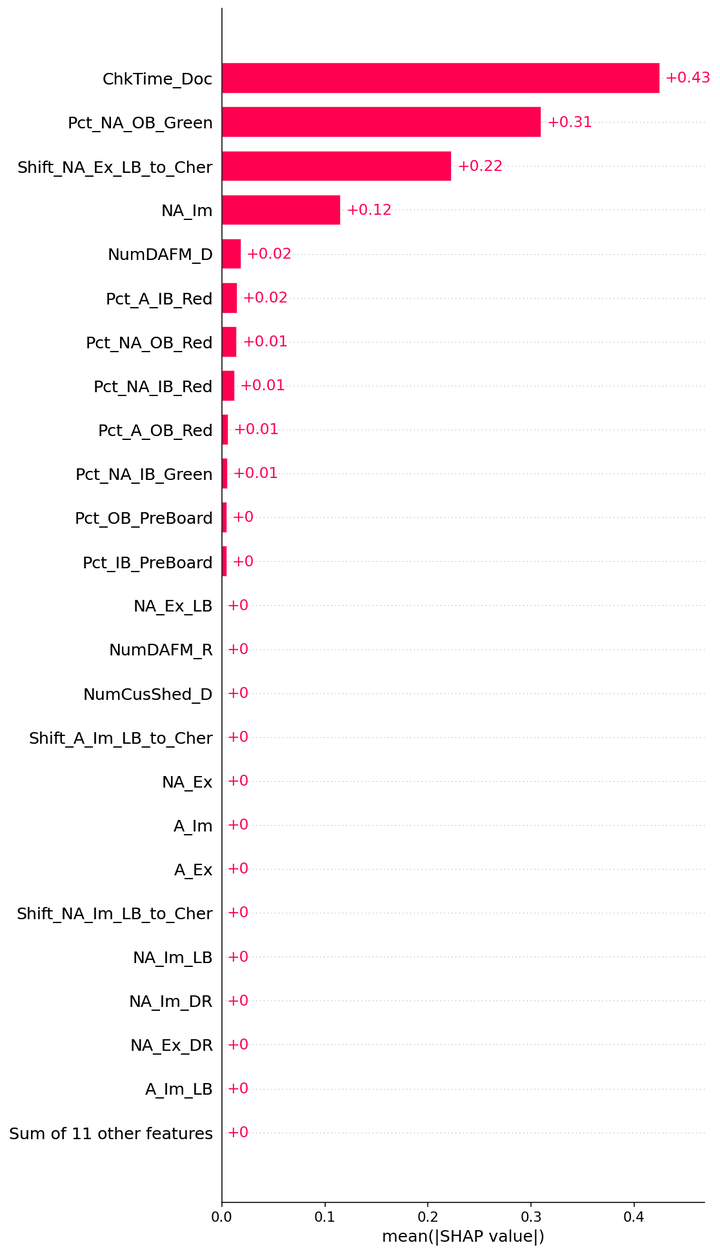 ChkTime_Doc +0.43
Pct_NA_OB_Green +0.31
Shift_NA_Ex_LB_to_Cher +0.22
NA_Im +0.12
NumDAFM_D +0.02
Pct_A_IB_Red +0.02
Pct_NA_OB_Red +0.01
Pct_NA_IB_Red +0.01
Pct_A_OB_Red +0.01
Pct_NA_IB_Green +0.01
Pct_OB_PreBoard +0
Pct_IB_PreBoard +0
NA_Ex_LB +0
NumDAFM_R +0
NumCusShed_D +0
Shift_A_Im_LB_to_Cher +0
NA_Ex +0
A_Im +0
A_Ex +0
Shift_NA_Im_LB_to_Cher +0
NA_Im_LB +0
NA_Im_DR +0
NA_Ex_DR +0
A_Im_LB +0
Sum of 11 other features +0
0.0 0.1 0.2 0.3 0.4
mean(|SHAP value|)